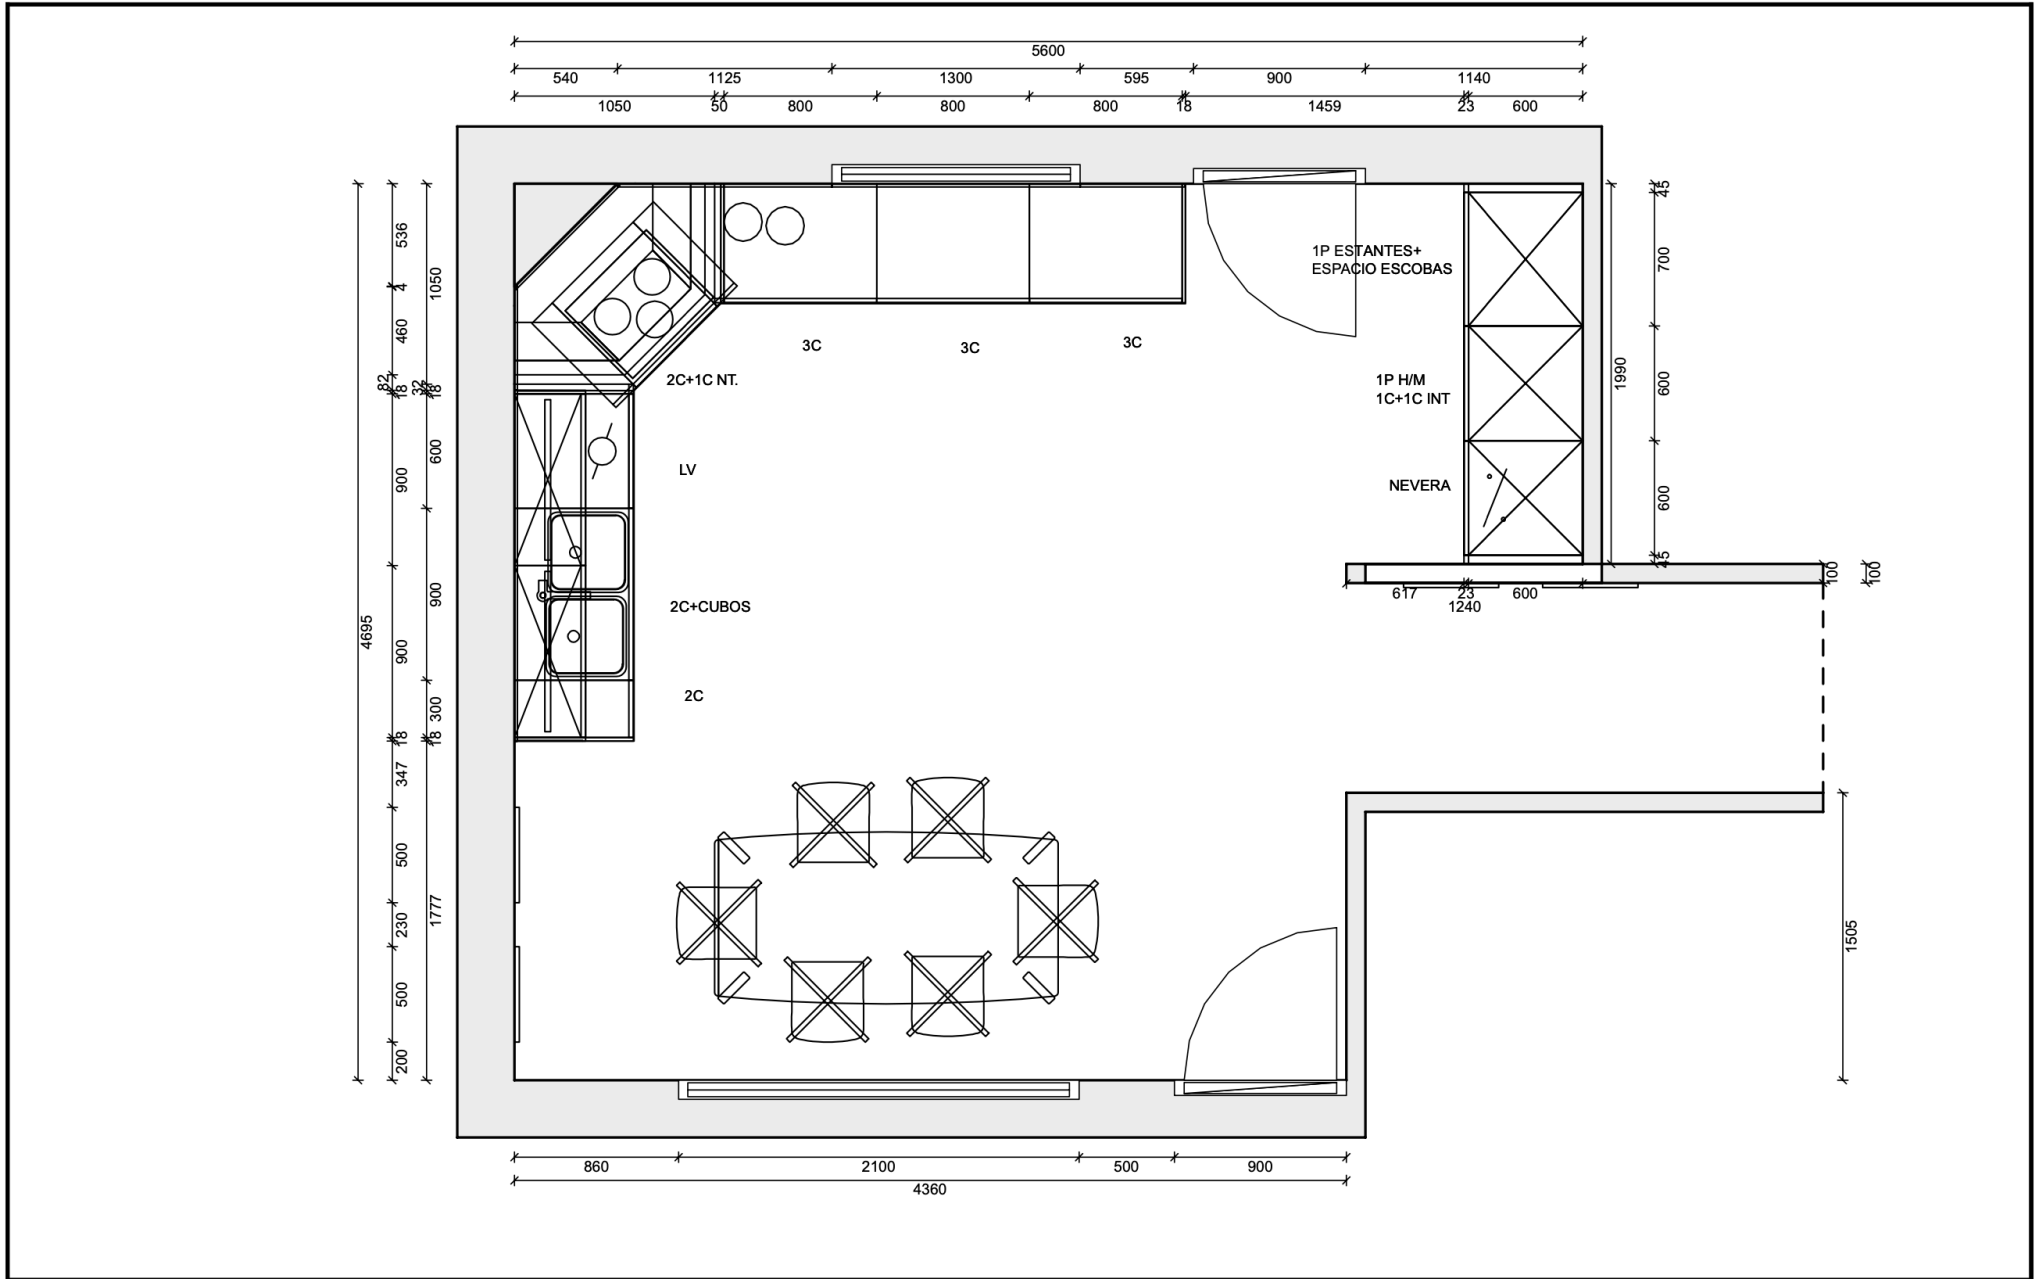 5600
540 1125 1300 595 900 1140
1050 50 800 800 800 18 1459 23 600
4695
536 4 460 82 18 900 900 18 347 500 230 500 200
1050 32 18 600 900 300 18 1777
1P ESTANTES+
ESPACIO ESCOBAS
3C 3C 3C
2C+1C NT.
1P H/M
1C+1C INT
LV
NEVERA
2C+CUBOS
2C
1990
45 700 600 600 45
100 100
617 23 600
1240
1505
860 2100 500 900
4360